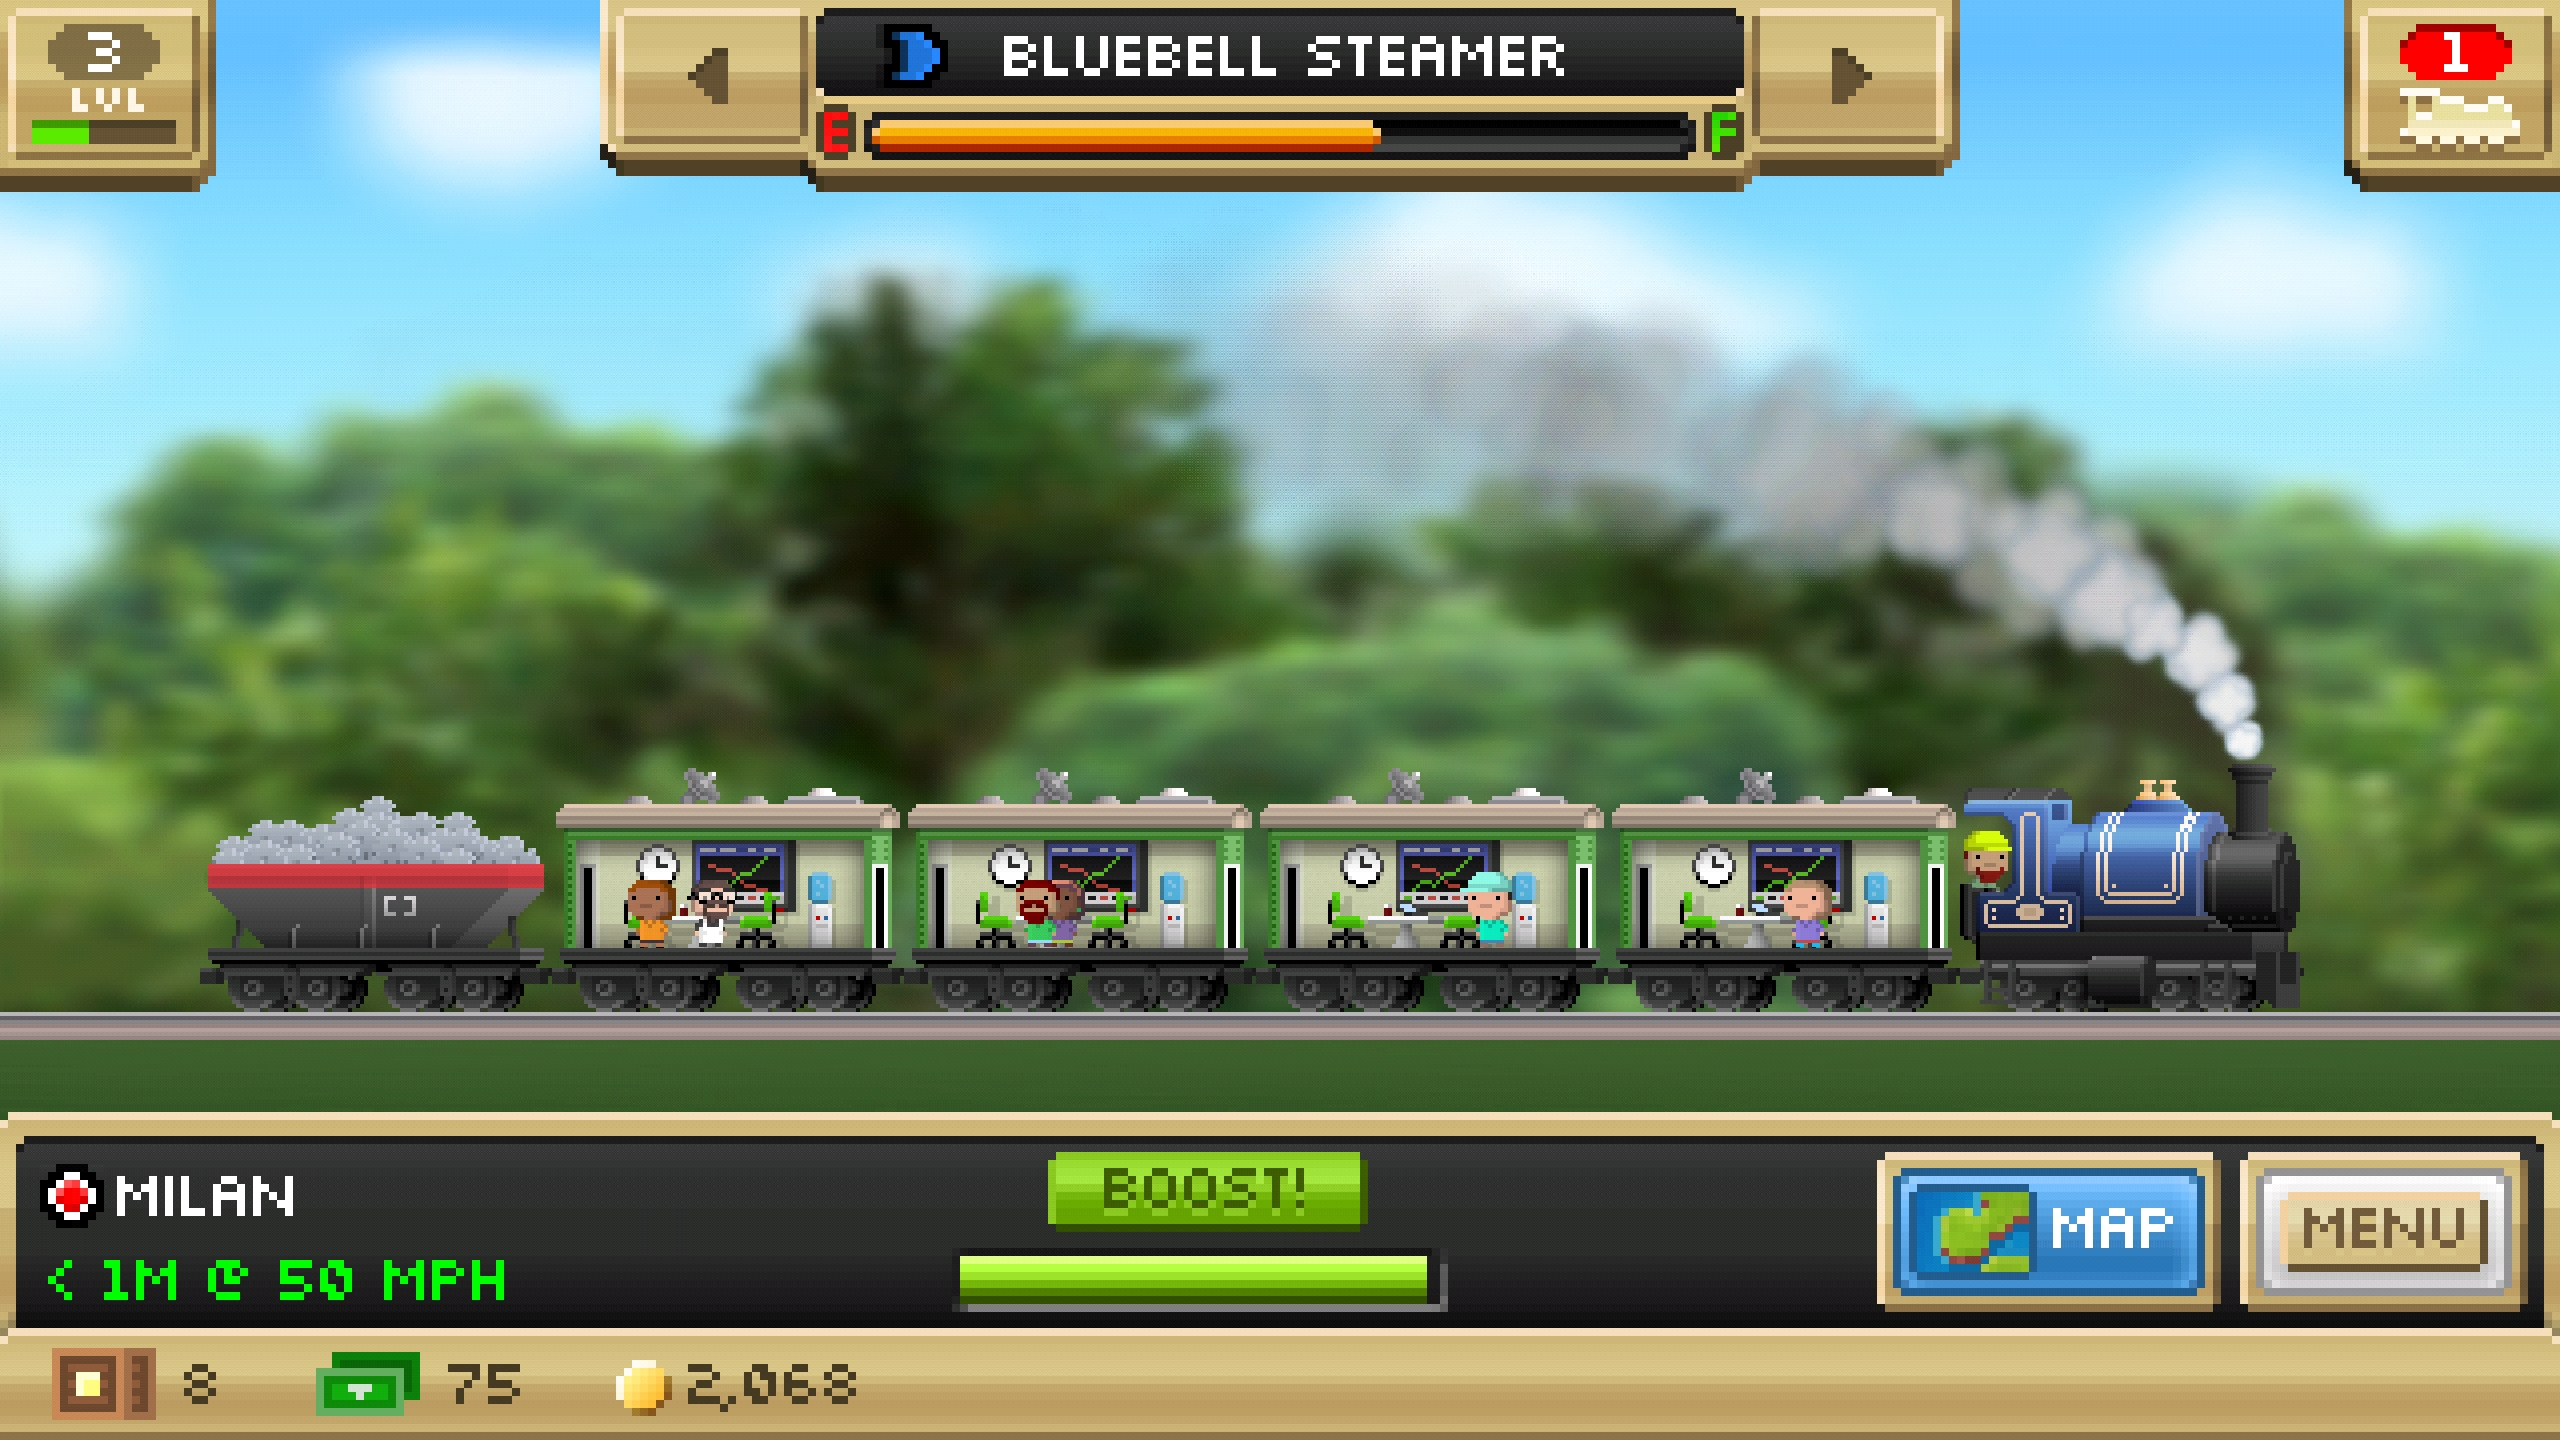 3
LVL
BLUEBELL STEAMER
E F
1
MILAN
< 1M @ 50 MPH
BOOST!
MAP
MENU
8
75
2,068